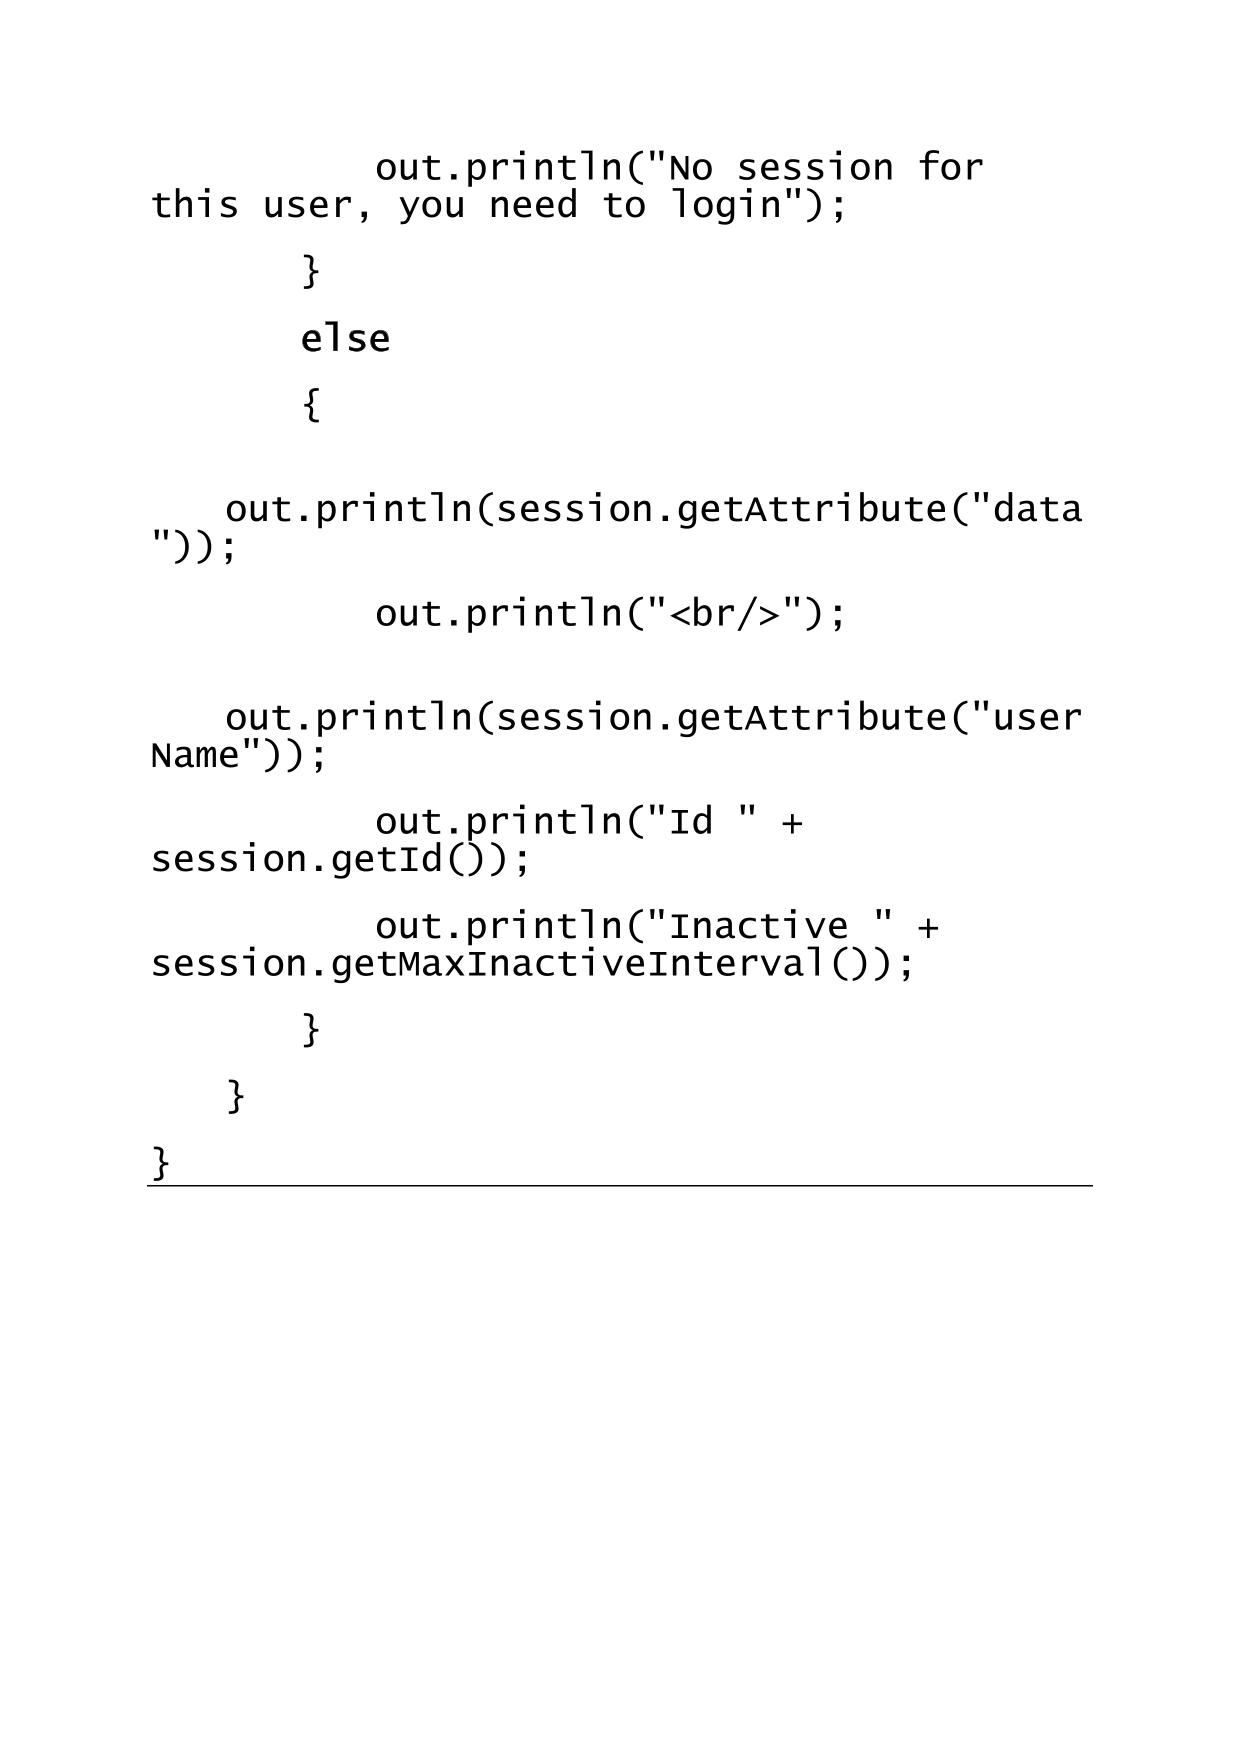 out.println("No session for
this user, you need to login");
}
else
{
out.println(session.getAttribute("data
"));
out.println("<br/>");
out.println(session.getAttribute("user
Name"));
out.println("Id " +
session.getId());
out.println("Inactive " +
session.getMaxInactiveInterval());
}
}
}